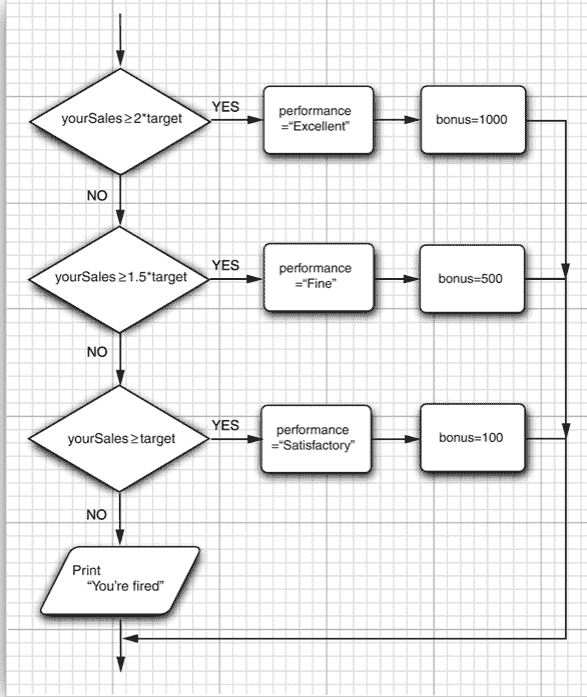 yourSales≥2*target
YES
performance
=“Excellent”
bonus=1000
NO
yourSales≥1.5*target
YES
performance
=“Fine”
bonus=500
NO
yourSales≥target
YES
performance
=“Satisfactory”
bonus=100
NO
Print
“You’re fired”